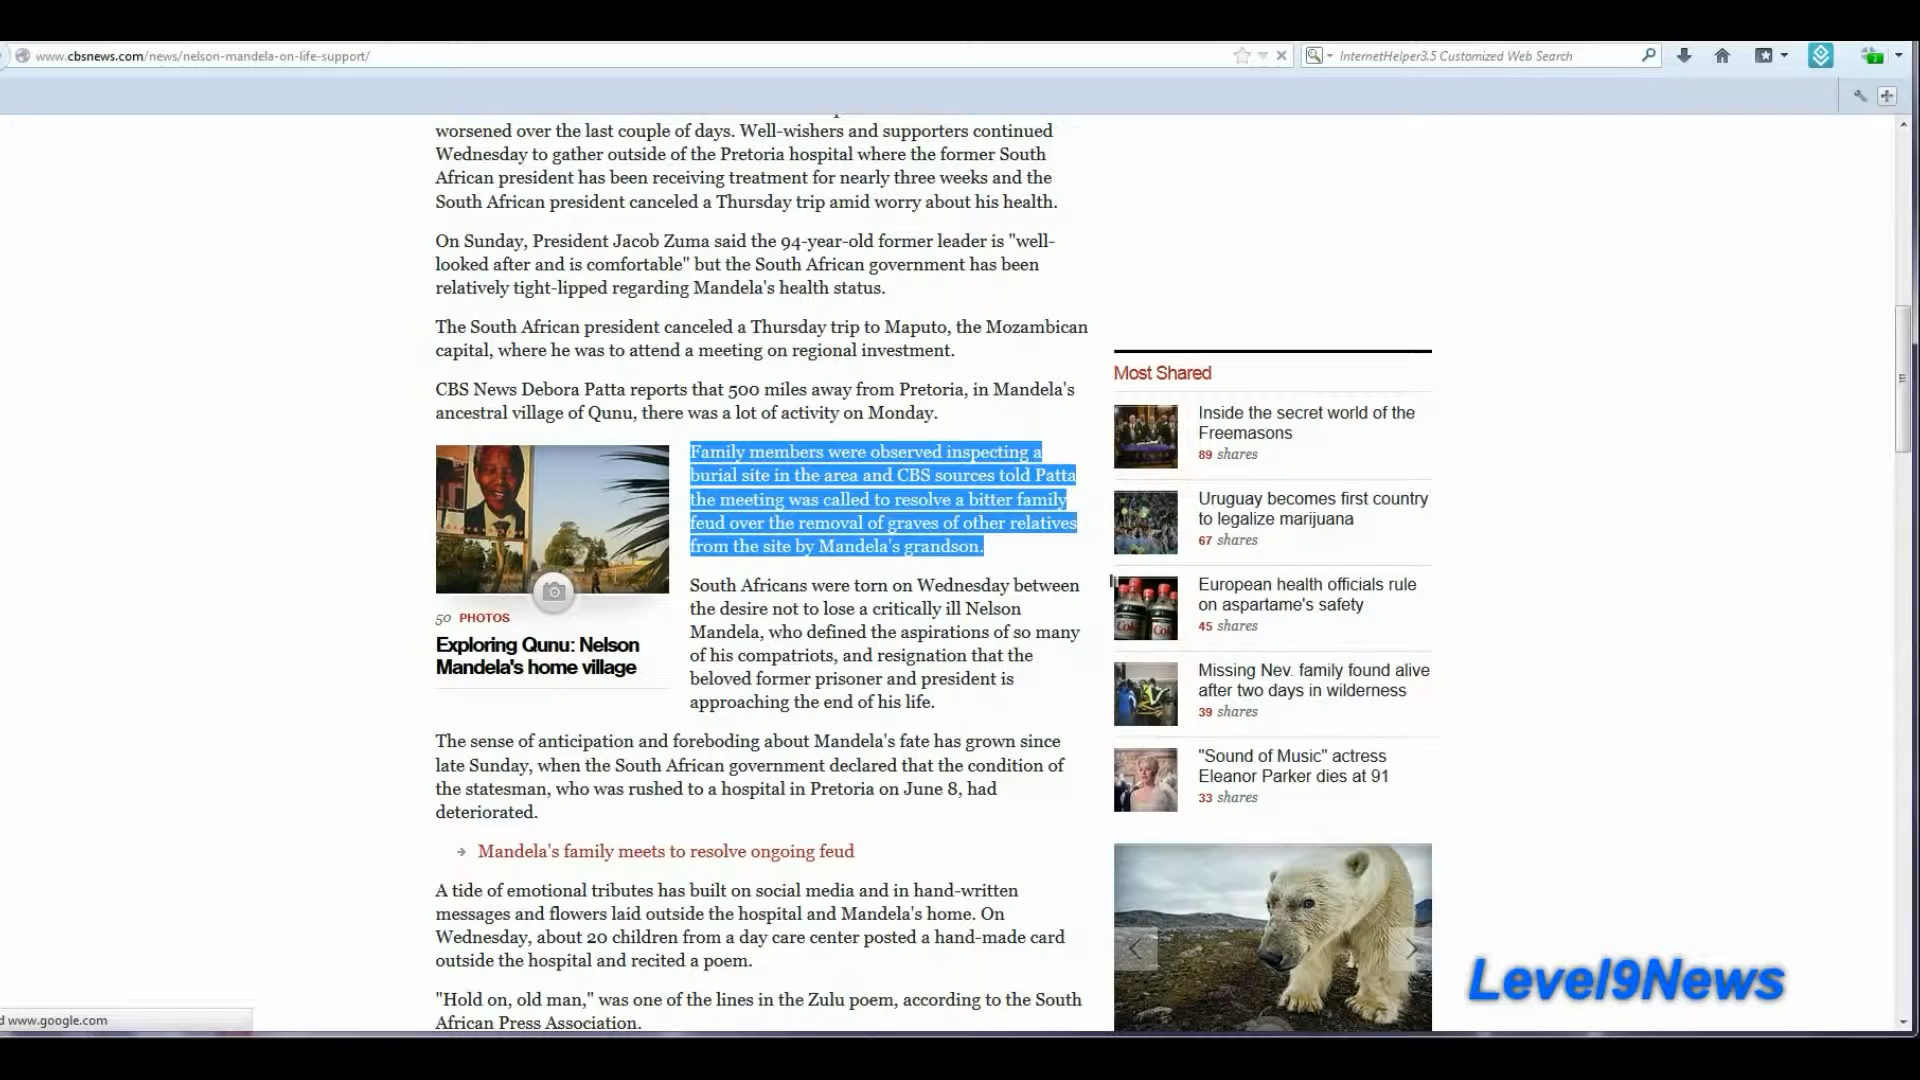 www.cbsnews.com/news/nelson-mandela-on-life-support/
InternetHelper3.5 Customized Web Search
worsened over the last couple of days. Well-wishers and supporters continued
Wednesday to gather outside of the Pretoria hospital where the former South
African president has been receiving treatment for nearly three weeks and the
South African president canceled a Thursday trip amid worry about his health.
On Sunday, President Jacob Zuma said the 94-year-old former leader is "well-
looked after and is comfortable" but the South African government has been
relatively tight-lipped regarding Mandela's health status.
The South African president canceled a Thursday trip to Maputo, the Mozambican
capital, where he was to attend a meeting on regional investment.
CBS News Debora Patta reports that 500 miles away from Pretoria, in Mandela's
ancestral village of Qunu, there was a lot of activity on Monday.
Family members were observed inspecting a
burial site in the area and CBS sources told Patta
the meeting was called to resolve a bitter family
feud over the removal of graves of other relatives
from the site by Mandela's grandson.
50 PHOTOS
Exploring Qunu: Nelson
Mandela's home village
South Africans were torn on Wednesday between
the desire not to lose a critically ill Nelson
Mandela, who defined the aspirations of so many
of his compatriots, and resignation that the
beloved former prisoner and president is
approaching the end of his life.
The sense of anticipation and foreboding about Mandela's fate has grown since
late Sunday, when the South African government declared that the condition of
the statesman, who was rushed to a hospital in Pretoria on June 8, had
deteriorated.
Mandela's family meets to resolve ongoing feud
A tide of emotional tributes has built on social media and in hand-written
messages and flowers laid outside the hospital and Mandela's home. On
Wednesday, about 20 children from a day care center posted a hand-made card
outside the hospital and recited a poem.
"Hold on, old man," was one of the lines in the Zulu poem, according to the South
African Press Association.
Most Shared
Inside the secret world of the
Freemasons
89 shares
Uruguay becomes first country
to legalize marijuana
67 shares
European health officials rule
on aspartame's safety
45 shares
Missing Nev. family found alive
after two days in wilderness
39 shares
"Sound of Music" actress
Eleanor Parker dies at 91
33 shares
Level9News
d www.google.com